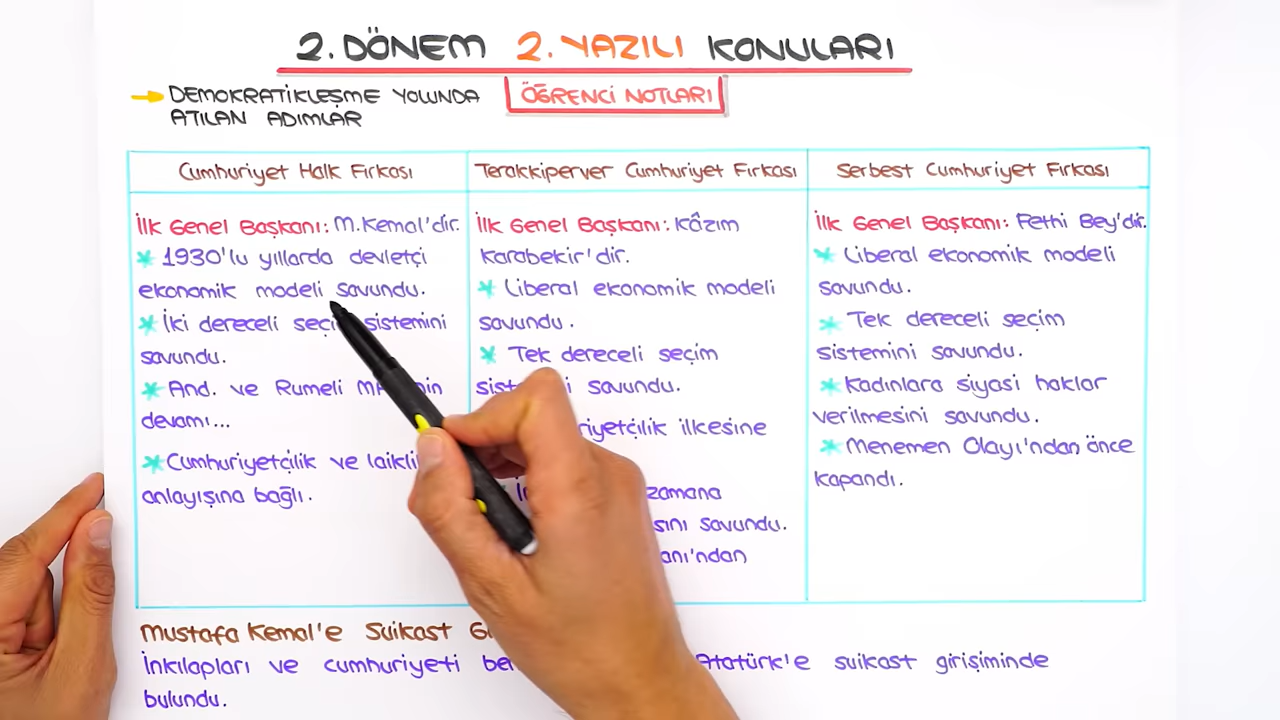 2. DÖNEM 2. YAZILI KONULARI
→ DEMOKRATİKLEŞME YOLUNDA
ATILAN ADIMLAR
ÖĞRENCİ NOTLARI
Cumhuriyet Halk Fırkası
İlk Genel Başkanı: M.Kemal'dir.
* 1930'lu yıllarda devletçi
ekonomik modeli savundu.
* İki dereceli sistemini
savundu.
* And. ve Rumeli
devamı...
* Cumhuriyetçilik ve
anlayışına bağlı.
Terakkiperver Cumhuriyet Fırkası
İlk Genel Başkanı: Kâzım
Karabekir'dir.
* Liberal ekonomik modeli
savundu.
* Tek dereceli seçim
savundu.
ilkesine
zamana
savundu.
Serbest Cumhuriyet Fırkası
İlk Genel Başkanı: Fethi Bey'dir.
* Liberal ekonomik modeli
savundu.
* Tek dereceli seçim
sistemini savundu.
* Kadınlara siyasi haklar
verilmesini savundu.
* Menemen Olayı'ndan önce
kapandı.
Mustafa Kemal'e Suikast
İnkılapları ve cumhuriyeti Atatürk'e suikast girişiminde
bulundu.